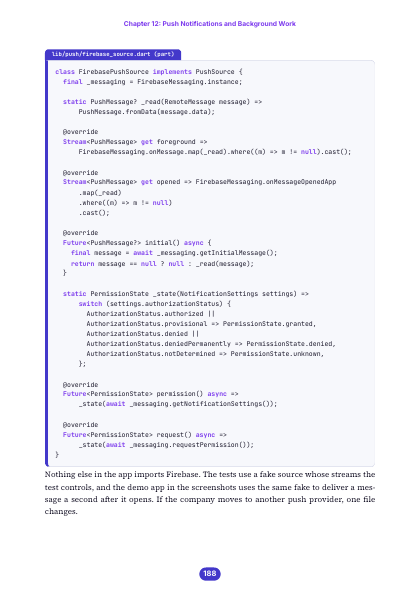 Chapter 12: Push Notifications and Background Work
lib/push/firebase_source.dart (part)
class FirebasePushSource implements PushSource {
  final _messaging = FirebaseMessaging.instance;

  static PushMessage? _read(RemoteMessage message) =>
      PushMessage.fromData(message.data);

  @override
  Stream<PushMessage> get foreground =>
      FirebaseMessaging.onMessage.map(_read).where((m) => m != null).cast();

  @override
  Stream<PushMessage> get opened => FirebaseMessaging.onMessageOpenedApp
      .map(_read)
      .where((m) => m != null)
      .cast();

  @override
  Future<PushMessage?> initial() async {
    final message = await _messaging.getInitialMessage();
    return message == null ? null : _read(message);
  }

  static PermissionState _state(NotificationSettings settings) =>
      switch (settings.authorizationStatus) {
        AuthorizationStatus.authorized ||
        AuthorizationStatus.provisional => PermissionState.granted,
        AuthorizationStatus.denied ||
        AuthorizationStatus.deniedPermanently => PermissionState.denied,
        AuthorizationStatus.notDetermined => PermissionState.unknown,
      };

  @override
  Future<PermissionState> permission() async =>
      _state(await _messaging.getNotificationSettings());

  @override
  Future<PermissionState> request() async =>
      _state(await _messaging.requestPermission());
}
Nothing else in the app imports Firebase. The tests use a fake source whose streams the
test controls, and the demo app in the screenshots uses the same fake to deliver a mes-
sage a second after it opens. If the company moves to another push provider, one file
changes.
188